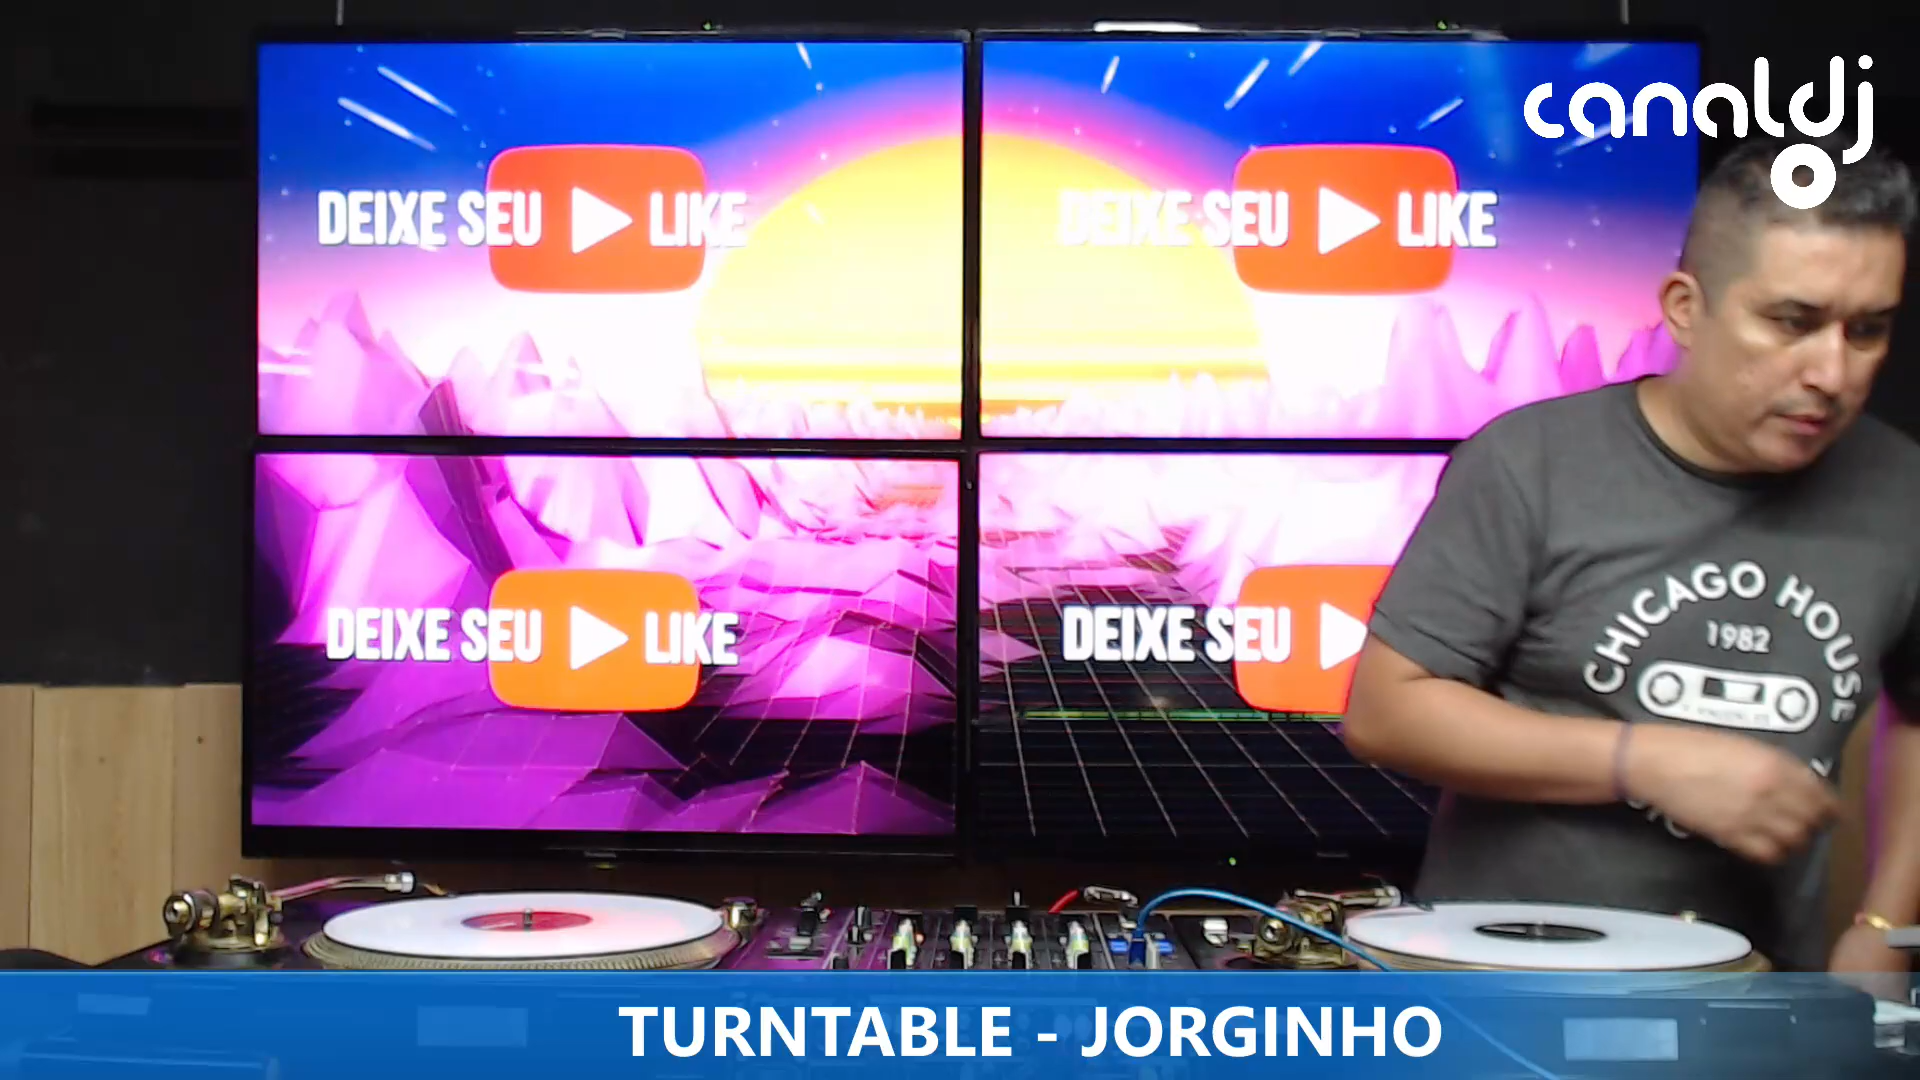 canaldj
DEIXE SEU LIKE
DEIXE SEU LIKE
DEIXE SEU LIKE
DEIXE SEU
CHICAGO HOUSE
1982
TURNTABLE - JORGINHO